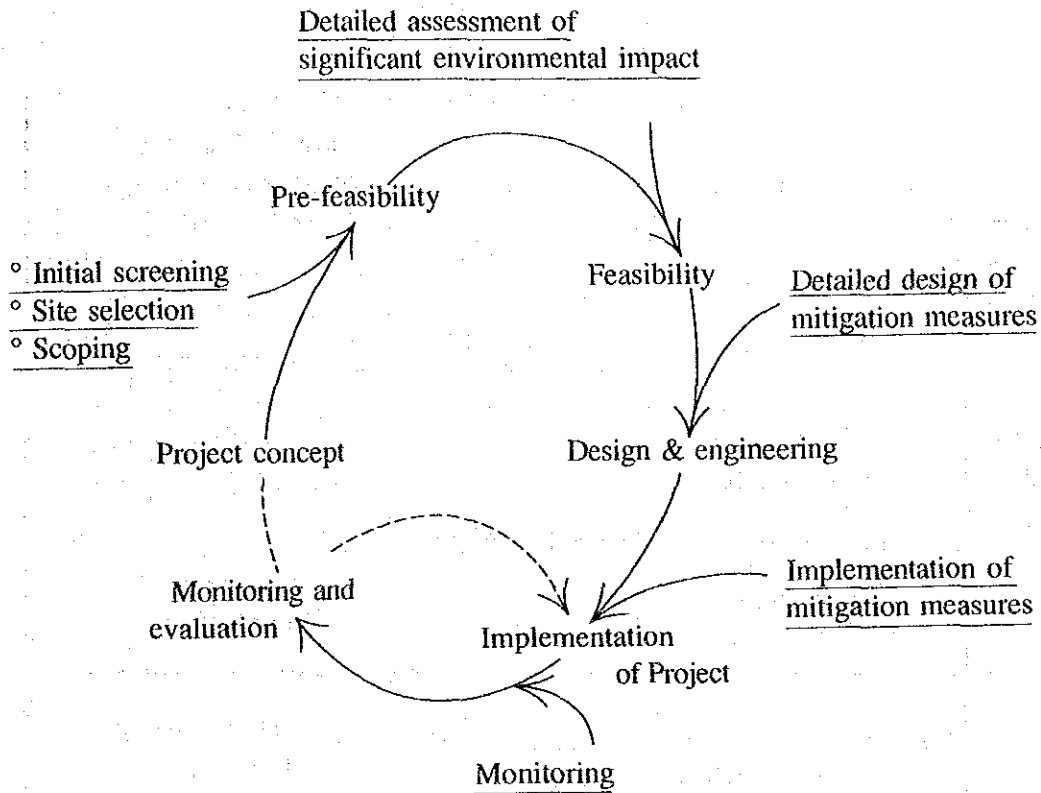 Detailed assessment of
significant environmental impact
Pre-feasibility
° Initial screening
° Site selection
° Scoping
Feasibility
Detailed design of
mitigation measures
Project concept
Design & engineering
Monitoring and
evaluation
Implementation of
mitigation measures
Implementation
of Project
Monitoring